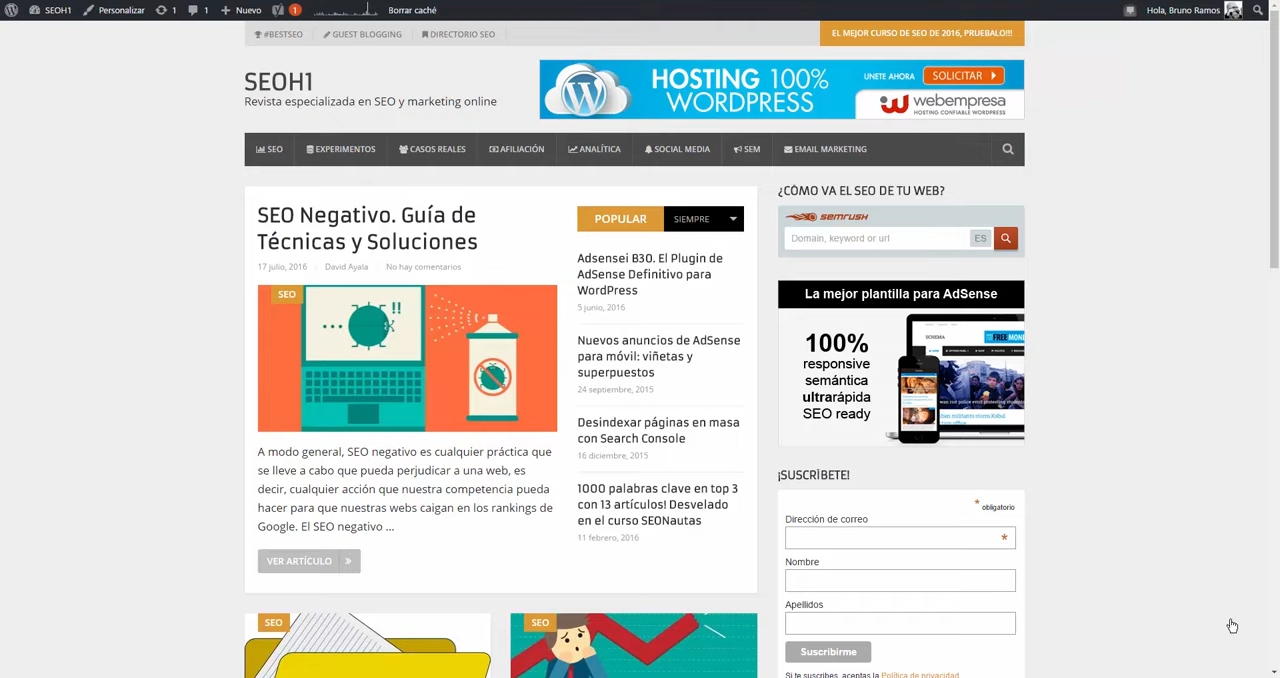 SEOH1 Personalizar 1 1 Nuevo 1 Borrar caché Hola, Bruno Ramos
#BESTSEO GUEST BLOGGING DIRECTORIO SEO EL MEJOR CURSO DE SEO DE 2016, PRUEBALO!!!
SEOH1
Revista especializada en SEO y marketing online
HOSTING 100%
WORDPRESS
UNETE AHORA SOLICITAR
webempresa
HOSTING CONFIABLE WORDPRESS
SEO EXPERIMENTOS CASOS REALES AFILIACIÓN ANALÍTICA SOCIAL MEDIA SEM EMAIL MARKETING
SEO Negativo. Guía de
Técnicas y Soluciones
17 julio, 2016 David Ayala No hay comentarios
SEO
!!
A modo general, SEO negativo es cualquier práctica que
se lleve a cabo que pueda perjudicar a una web, es
decir, cualquier acción que nuestra competencia pueda
hacer para que nuestras webs caigan en los rankings de
Google. El SEO negativo ...
VER ARTÍCULO »
POPULAR SIEMPRE
Adsensei B30. El Plugin de
AdSense Definitivo para
WordPress
5 junio, 2016
Nuevos anuncios de AdSense
para móvil: viñetas y
superpuestos
24 septiembre, 2015
Desindexar páginas en masa
con Search Console
16 diciembre, 2015
1000 palabras clave en top 3
con 13 artículos! Desvelado
en el curso SEONautas
11 febrero, 2016
¿CÓMO VA EL SEO DE TU WEB?
SEMRUSH
Domain, keyword or url ES
La mejor plantilla para AdSense
100%
responsive
semántica
ultrarápida
SEO ready
SCHEMA
¡SUSCRÍBETE!
* obligatorio
Dirección de correo
*
Nombre
Apellidos
Suscribirme
Si te suscribes, aceptas la Política de privacidad
SEO
SEO